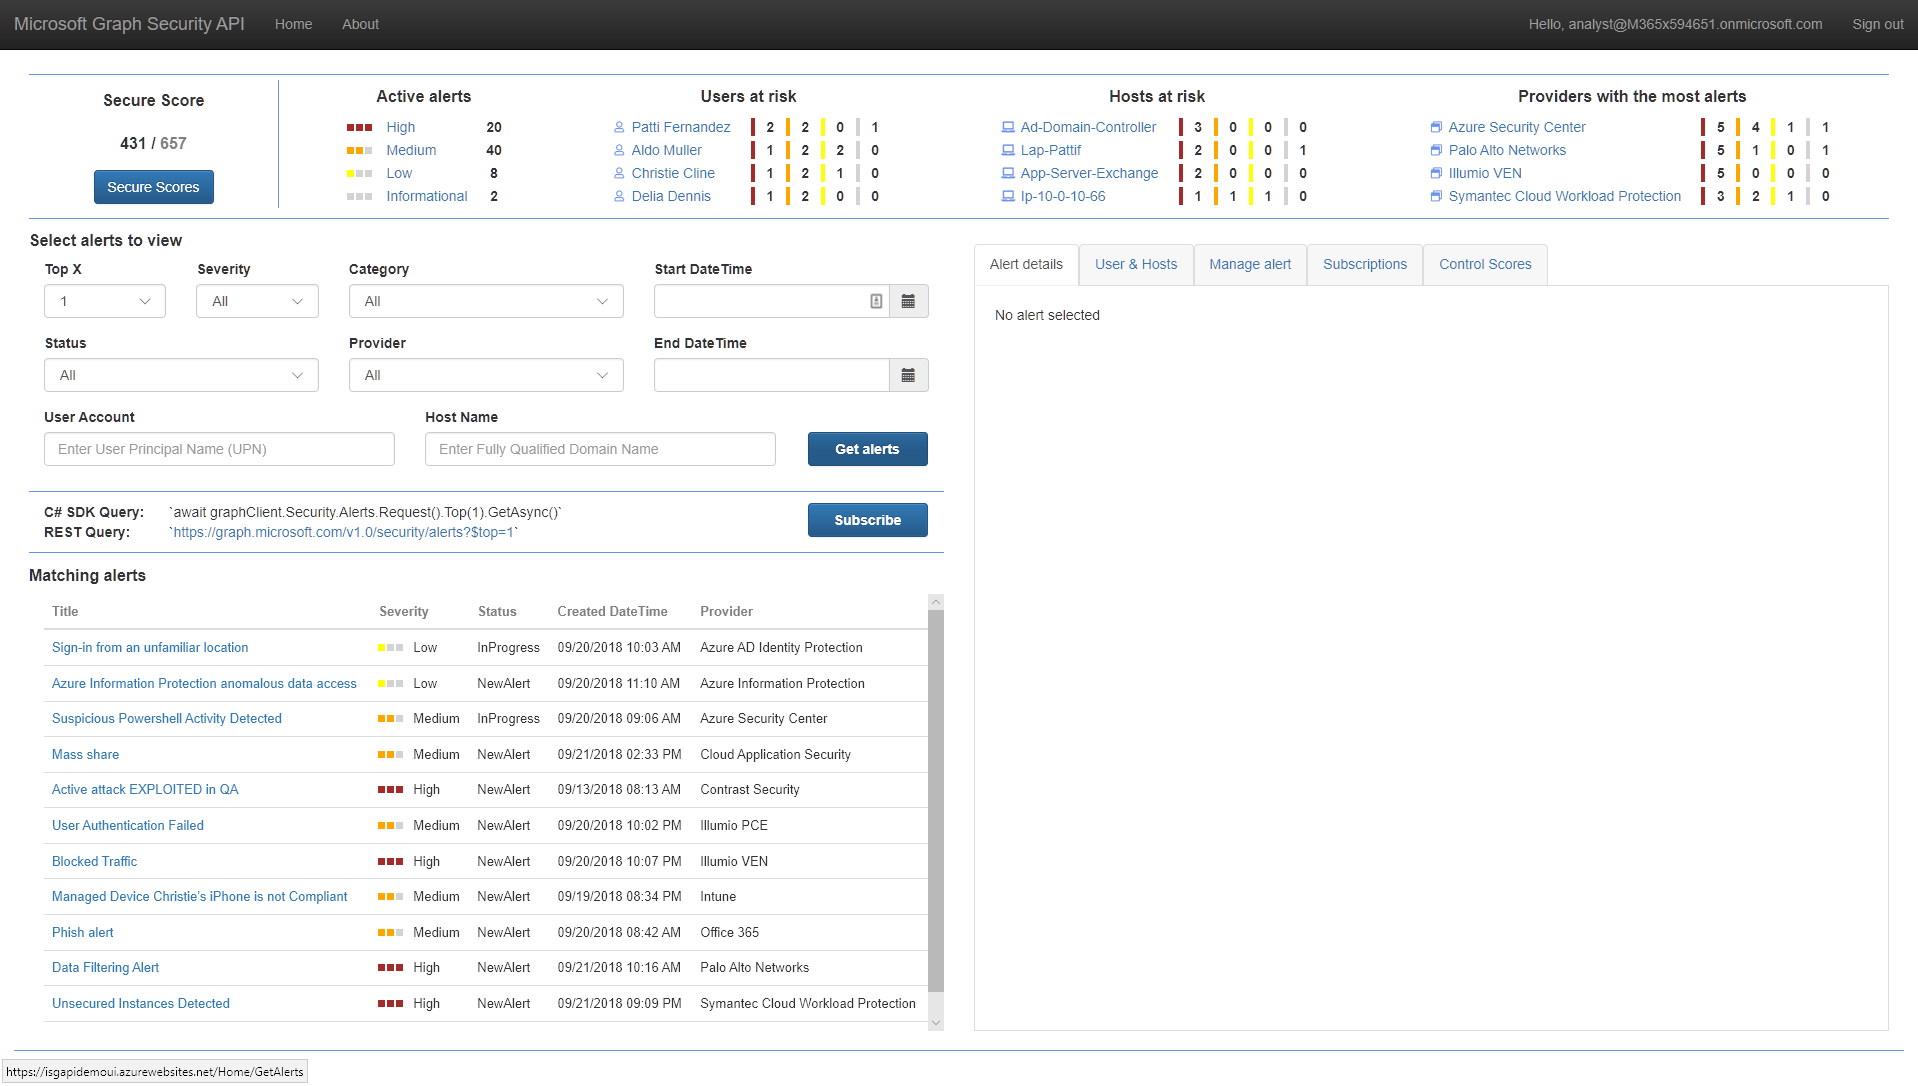 Microsoft Graph Security API Home About Hello, analyst@M365x594651.onmicrosoft.com Sign out
Secure Score
431 / 657
Secure Scores
Active alerts
High 20
Medium 40
Low 8
Informational 2
Users at risk
Patti Fernandez 2 2 0 1
Aldo Muller 1 2 2 0
Christie Cline 1 2 1 0
Delia Dennis 1 2 0 0
Hosts at risk
Ad-Domain-Controller 3 0 0 0
Lap-Pattif 2 0 0 1
App-Server-Exchange 2 0 0 0
Ip-10-0-10-66 1 1 1 0
Providers with the most alerts
Azure Security Center 5 4 1 1
Palo Alto Networks 5 1 0 1
Illumio VEN 5 0 0 0
Symantec Cloud Workload Protection 3 2 1 0
Select alerts to view
Top X Severity Category Start DateTime
1 All All
Status Provider End DateTime
All All
User Account Host Name
Enter User Principal Name (UPN) Enter Fully Qualified Domain Name Get alerts
C# SDK Query: `await graphClient.Security.Alerts.Request().Top(1).GetAsync()`
REST Query: `https://graph.microsoft.com/v1.0/security/alerts?$top=1`
Subscribe
Matching alerts
Title Severity Status Created DateTime Provider
Sign-in from an unfamiliar location Low InProgress 09/20/2018 10:03 AM Azure AD Identity Protection
Azure Information Protection anomalous data access Low NewAlert 09/20/2018 11:10 AM Azure Information Protection
Suspicious Powershell Activity Detected Medium InProgress 09/20/2018 09:06 AM Azure Security Center
Mass share Medium NewAlert 09/21/2018 02:33 PM Cloud Application Security
Active attack EXPLOITED in QA High NewAlert 09/13/2018 08:13 AM Contrast Security
User Authentication Failed Medium NewAlert 09/20/2018 10:02 PM Illumio PCE
Blocked Traffic High NewAlert 09/20/2018 10:07 PM Illumio VEN
Managed Device Christie's iPhone is not Compliant Medium NewAlert 09/19/2018 08:34 PM Intune
Phish alert Medium NewAlert 09/20/2018 08:42 AM Office 365
Data Filtering Alert High NewAlert 09/21/2018 10:16 AM Palo Alto Networks
Unsecured Instances Detected High NewAlert 09/21/2018 09:09 PM Symantec Cloud Workload Protection
Alert details User & Hosts Manage alert Subscriptions Control Scores
No alert selected
https://isgapidemoui.azurewebsites.net/Home/GetAlerts